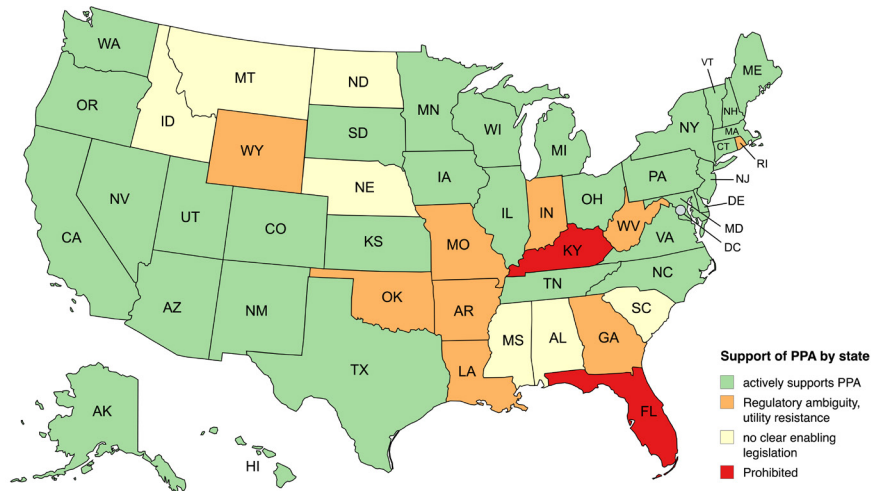 WA
OR
CA
NV
ID
MT
WY
UT
CO
AZ
NM
ND
SD
NE
KS
OK
TX
MN
IA
MO
AR
LA
WI
IL
MI
IN
OH
KY
TN
MS
AL
GA
FL
SC
NC
VA
WV
PA
NY
VT
NH
ME
MA
CT
RI
NJ
DE
MD
DC
AK
HI
Support of PPA by state
actively supports PPA
Regulatory ambiguity,
utility resistance
no clear enabling
legislation
Prohibited